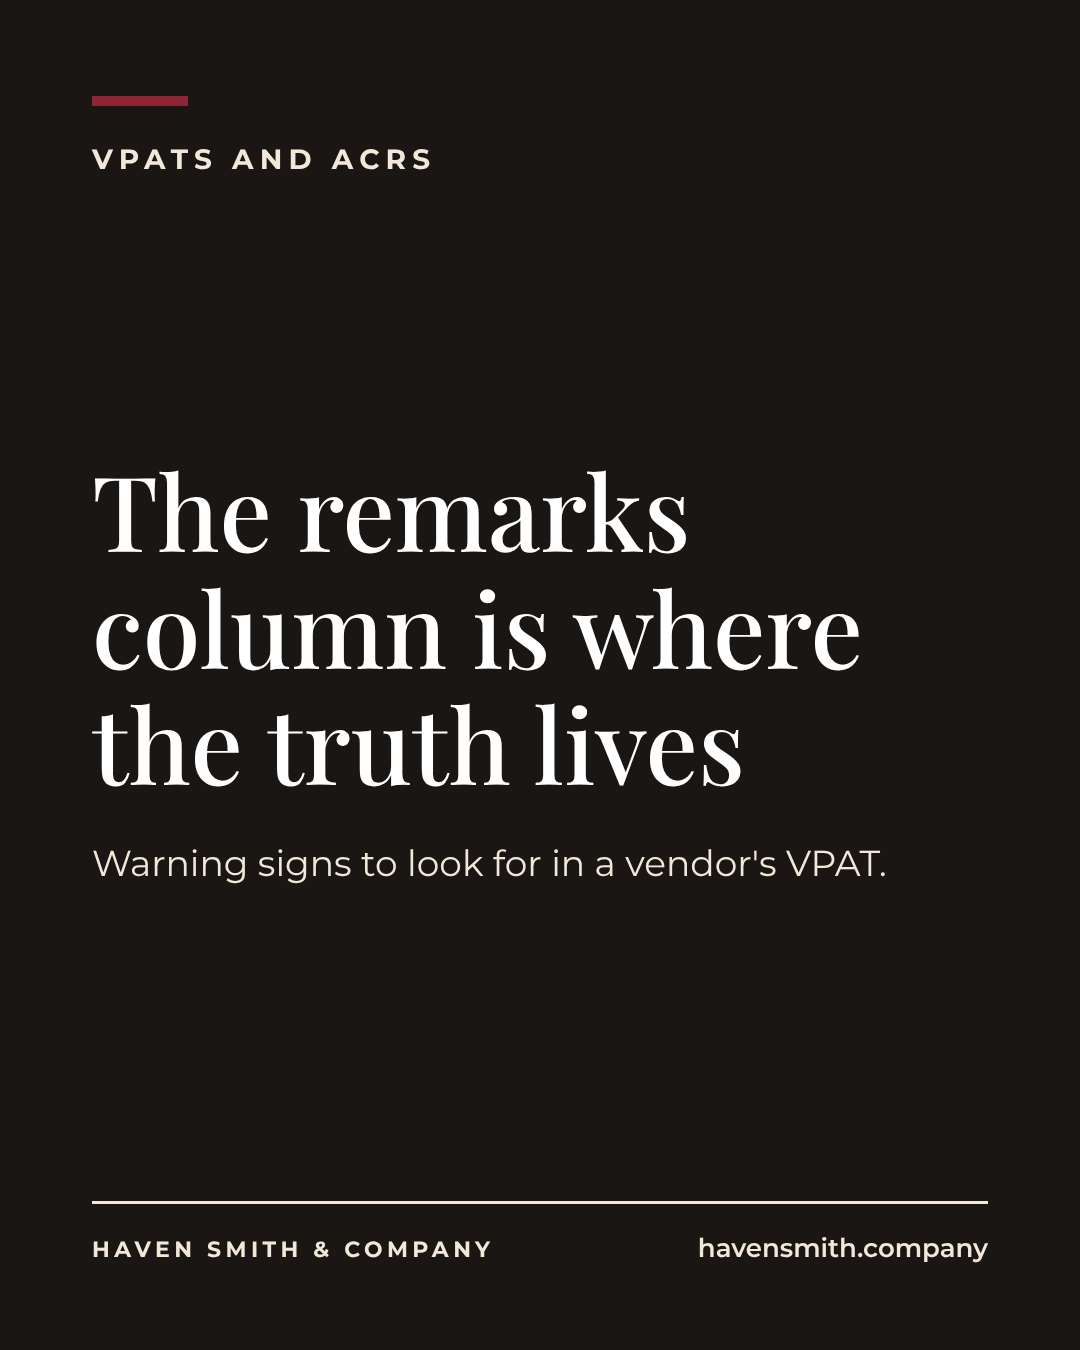 VPATS AND ACRS
The remarks
column is where
the truth lives
Warning signs to look for in a vendor's VPAT.
HAVEN SMITH & COMPANY
havensmith.company